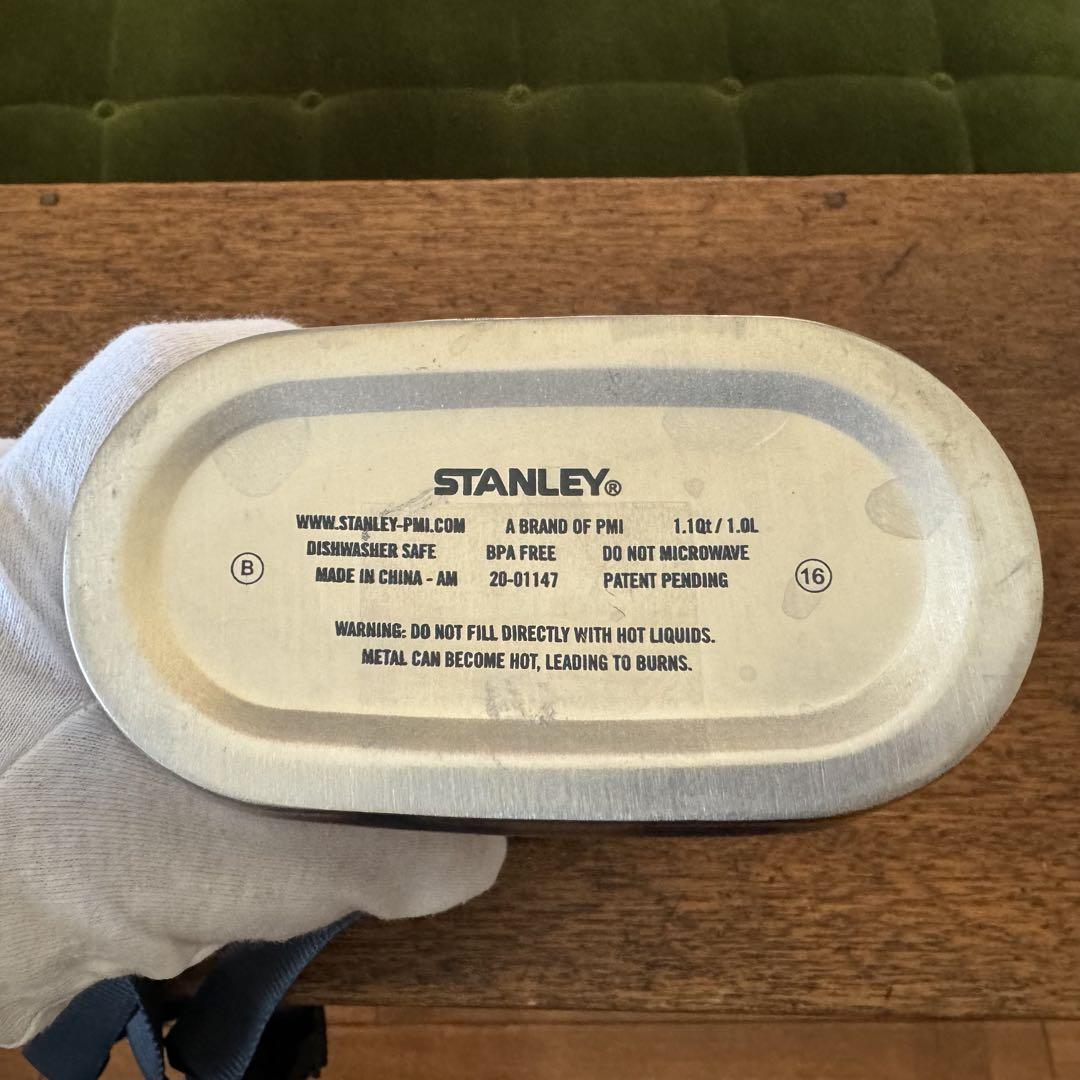 STANLEY®
WWW.STANLEY-PMI.COM A BRAND OF PMI 1.1Qt / 1.0L
DISHWASHER SAFE BPA FREE DO NOT MICROWAVE
B MADE IN CHINA - AM 20-01147 PATENT PENDING 16
WARNING: DO NOT FILL DIRECTLY WITH HOT LIQUIDS.
METAL CAN BECOME HOT, LEADING TO BURNS.